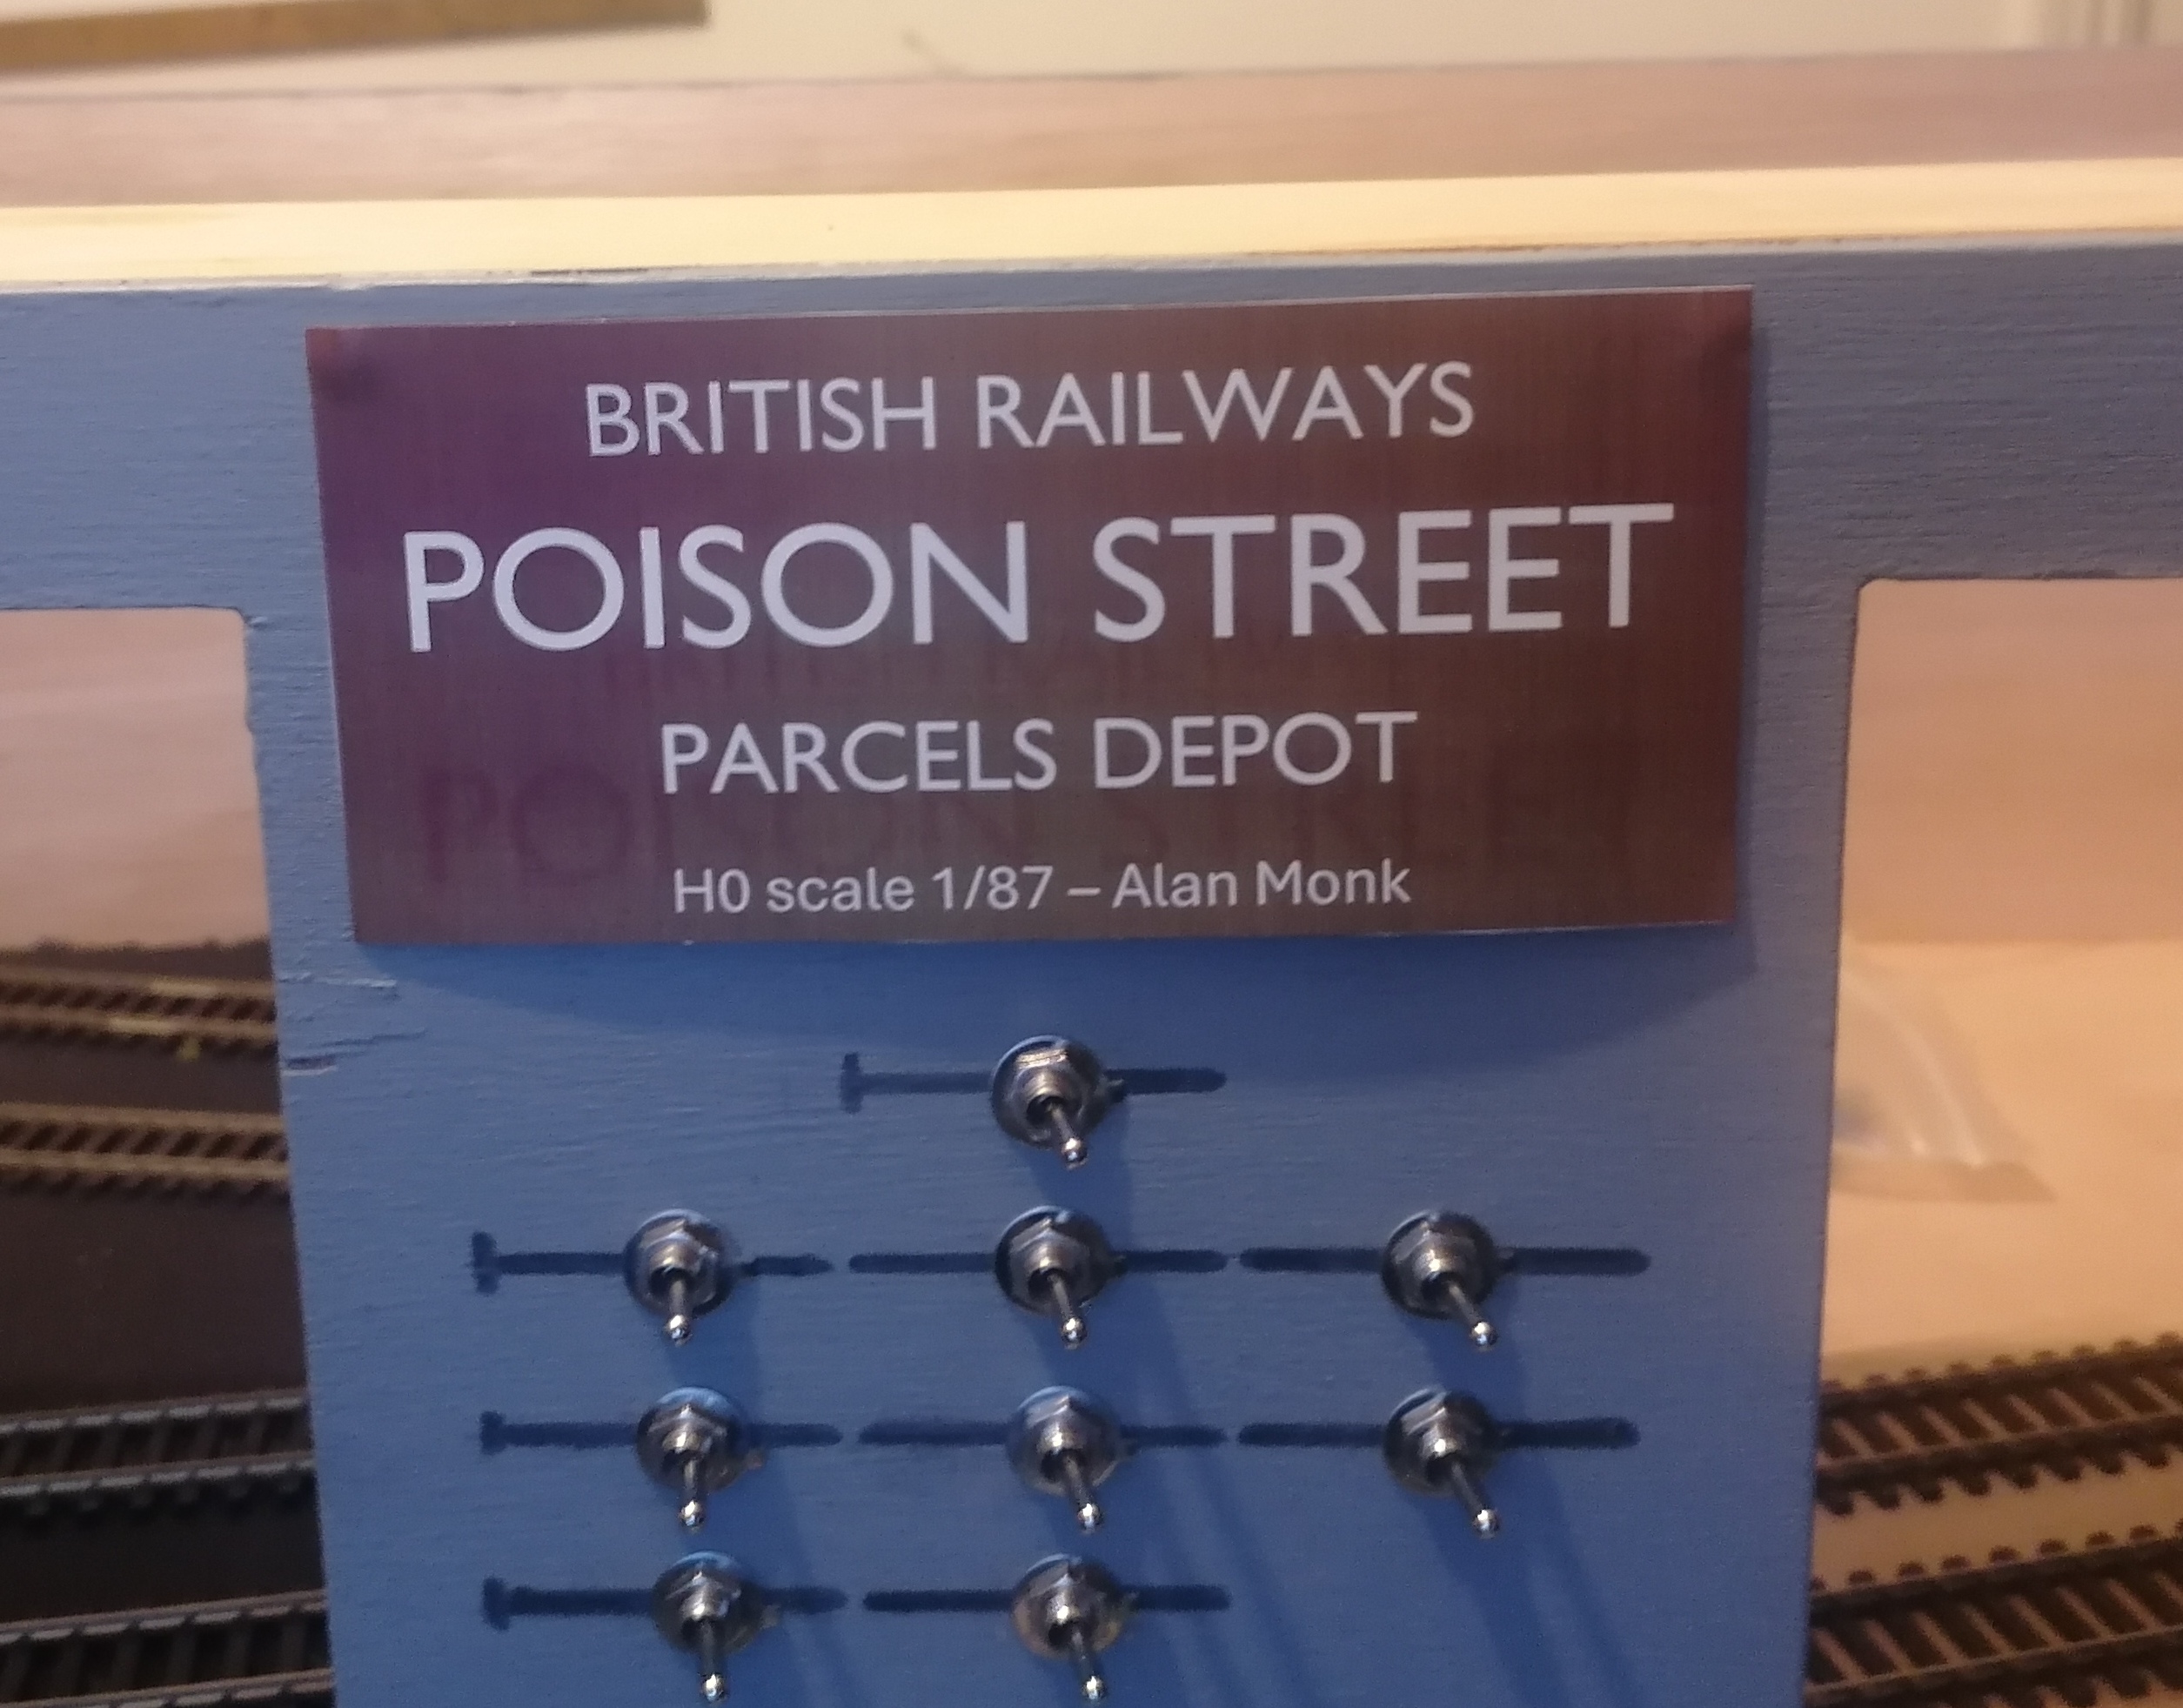 BRITISH RAILWAYS
POISON STREET
PARCELS DEPOT
H0 scale 1/87 – Alan Monk